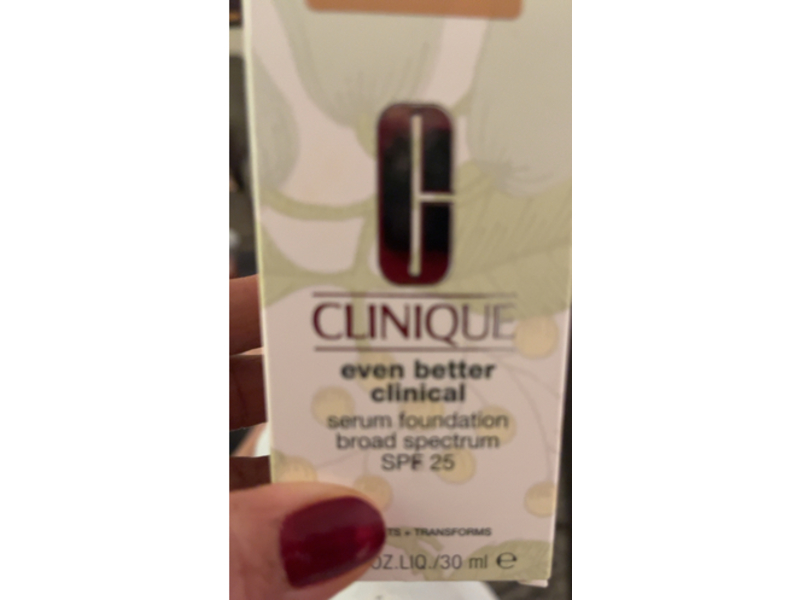 CLINIQUE
even better
clinical
serum foundation
broad spectrum
SPF 25
+ TRANSFORMS
OZ.LIQ./30 ml ℮